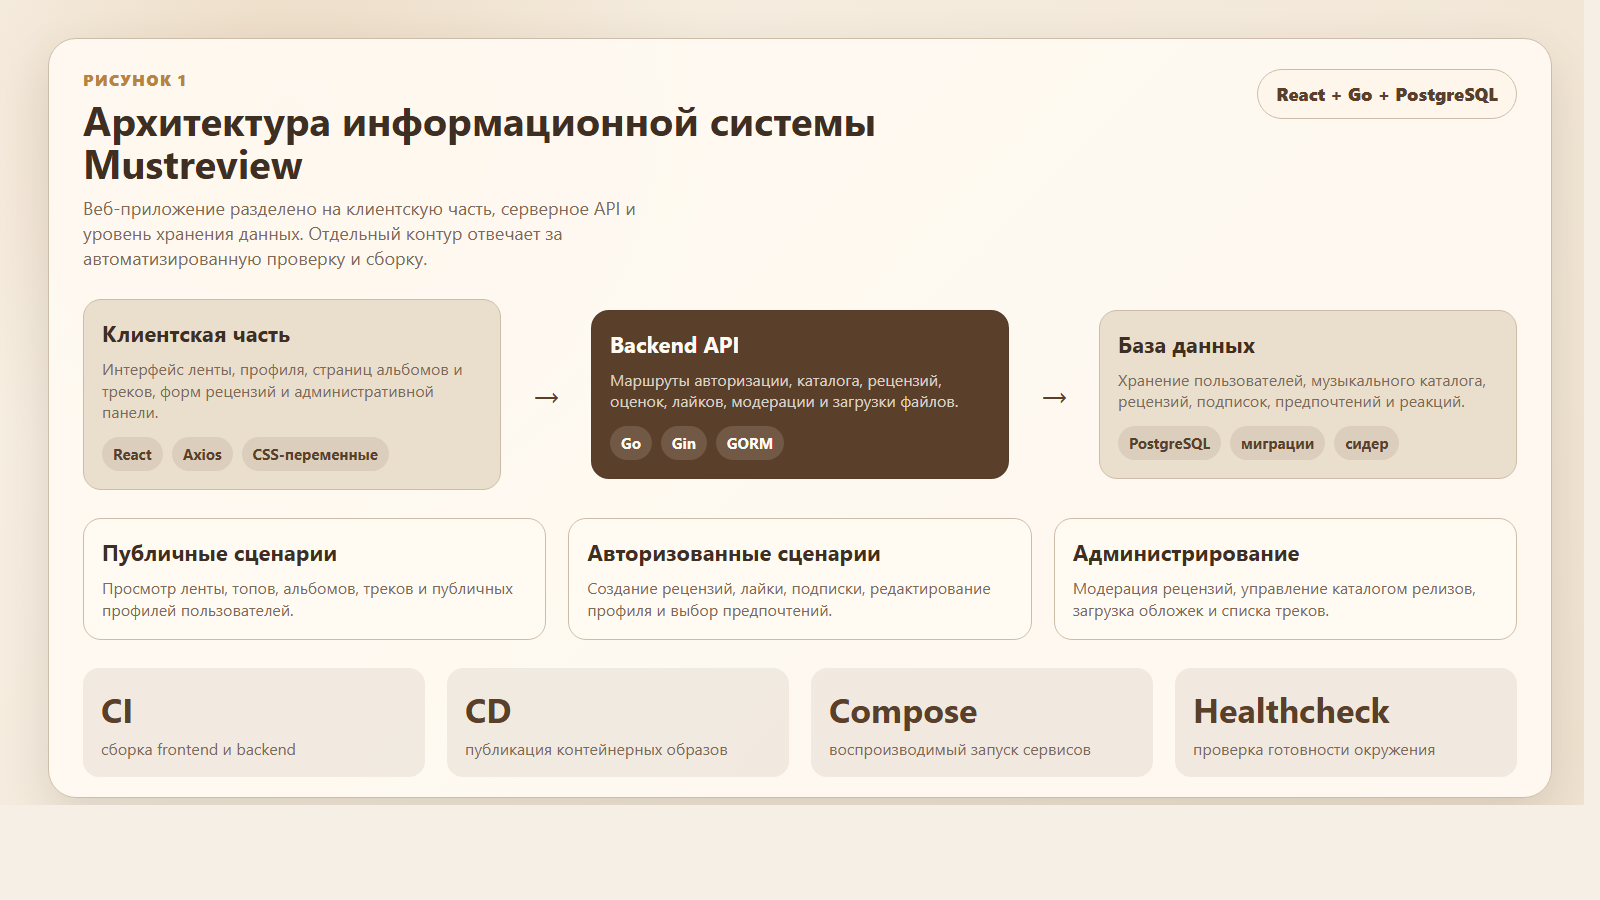 РИСУНОК 1
React + Go + PostgreSQL
Архитектура информационной системы
Mustreview
Веб-приложение разделено на клиентскую часть, серверное API и
уровень хранения данных. Отдельный контур отвечает за
автоматизированную проверку и сборку.
Клиентская часть
Интерфейс ленты, профиля, страниц альбомов и
треков, форм рецензий и административной
панели.
React Axios CSS-переменные
→
Backend API
Маршруты авторизации, каталога, рецензий,
оценок, лайков, модерации и загрузки файлов.
Go Gin GORM
→
База данных
Хранение пользователей, музыкального каталога,
рецензий, подписок, предпочтений и реакций.
PostgreSQL миграции сидер
Публичные сценарии
Просмотр ленты, топов, альбомов, треков и публичных
профилей пользователей.
Авторизованные сценарии
Создание рецензий, лайки, подписки, редактирование
профиля и выбор предпочтений.
Администрирование
Модерация рецензий, управление каталогом релизов,
загрузка обложек и списка треков.
CI
сборка frontend и backend
CD
публикация контейнерных образов
Compose
воспроизводимый запуск сервисов
Healthcheck
проверка готовности окружения